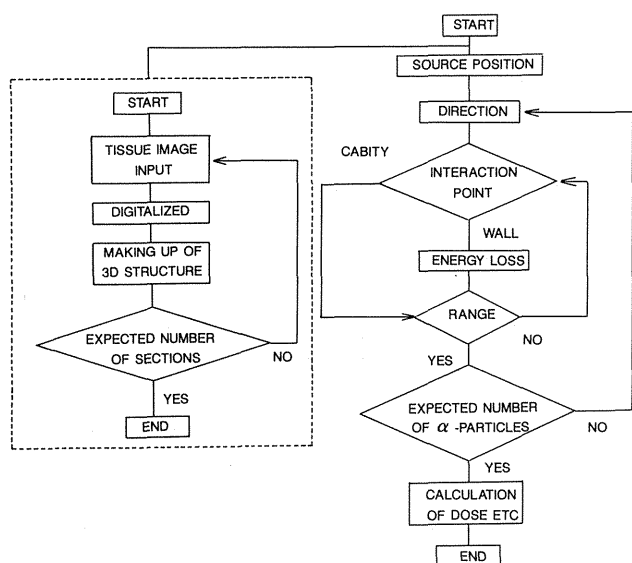 START
TISSUE IMAGE
INPUT
DIGITALIZED
MAKING UP OF
3D STRUCTURE
EXPECTED NUMBER
OF SECTIONS
NO
YES
END
START
SOURCE POSITION
DIRECTION
CABITY
INTERACTION
POINT
WALL
ENERGY LOSS
RANGE
NO
YES
EXPECTED NUMBER
OF α -PARTICLES
NO
YES
CALCULATION
OF DOSE ETC
END